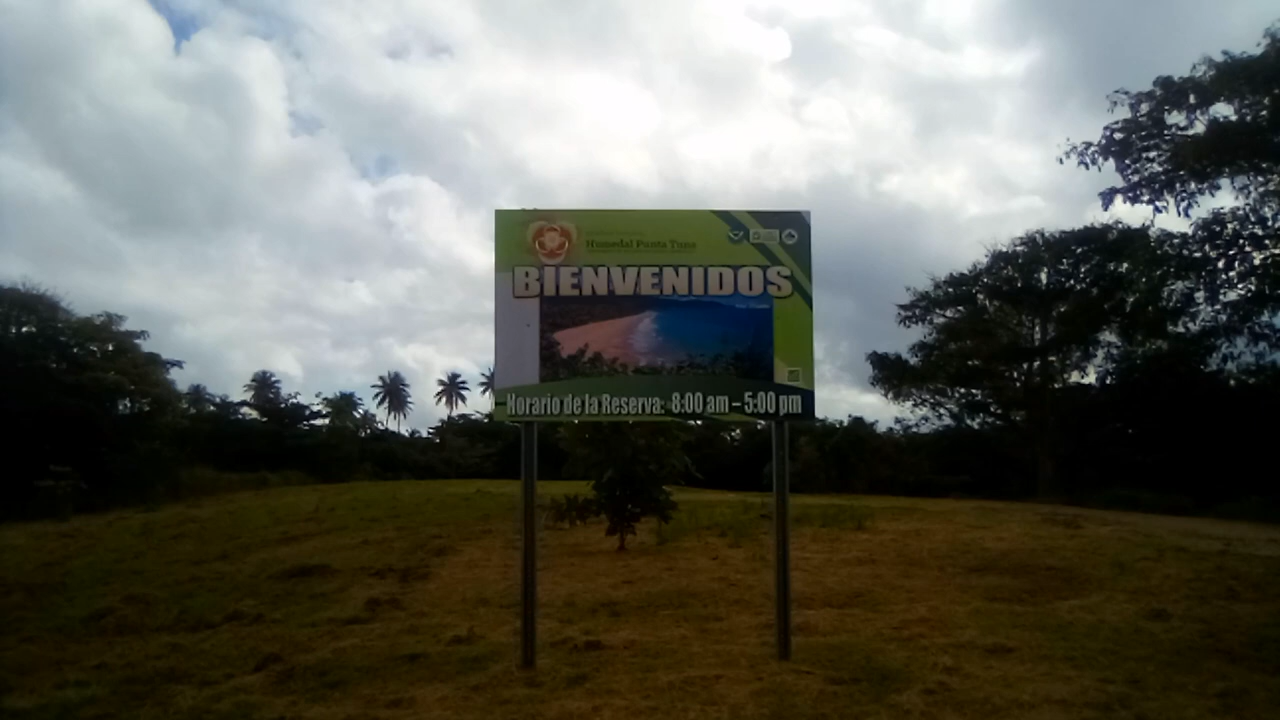 Humedal Punta Tuna
BIENVENIDOS
Horario de la Reserva: 8:00 am – 5:00 pm